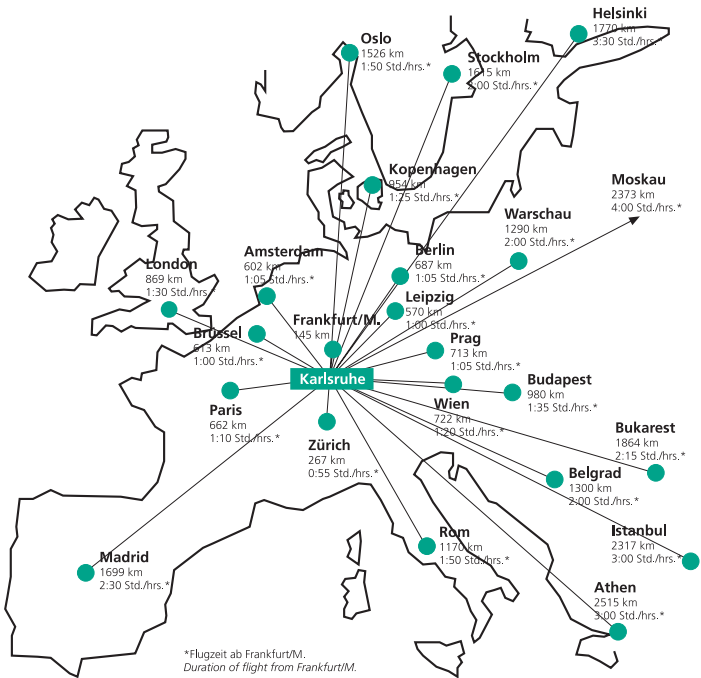 Helsinki
1770 km
3:30 Std./hrs.*
Oslo
1526 km
1:50 Std./hrs.*
Stockholm
1615 km
2:00 Std./hrs.*
Kopenhagen
954 km
1:25 Std./hrs.*
Moskau
2373 km
4:00 Std./hrs.*
Warschau
1290 km
2:00 Std./hrs.*
Amsterdam
602 km
1:05 Std./hrs.*
Berlin
687 km
1:05 Std./hrs.*
London
869 km
1:30 Std./hrs.*
Leipzig
570 km
1:00 Std./hrs.*
Frankfurt/M.
145 km
Brüssel
613 km
1:00 Std./hrs.*
Prag
713 km
1:05 Std./hrs.*
Karlsruhe
Budapest
980 km
1:35 Std./hrs.*
Paris
662 km
1:10 Std./hrs.*
Wien
722 km
1:20 Std./hrs.*
Zürich
267 km
0:55 Std./hrs.*
Bukarest
1864 km
2:15 Std./hrs.*
Belgrad
1300 km
2:00 Std./hrs.*
Rom
1170 km
1:50 Std./hrs.*
Istanbul
2317 km
3:00 Std./hrs.*
Madrid
1699 km
2:30 Std./hrs.*
Athen
2515 km
3:00 Std./hrs.*
*Flugzeit ab Frankfurt/M.
Duration of flight from Frankfurt/M.